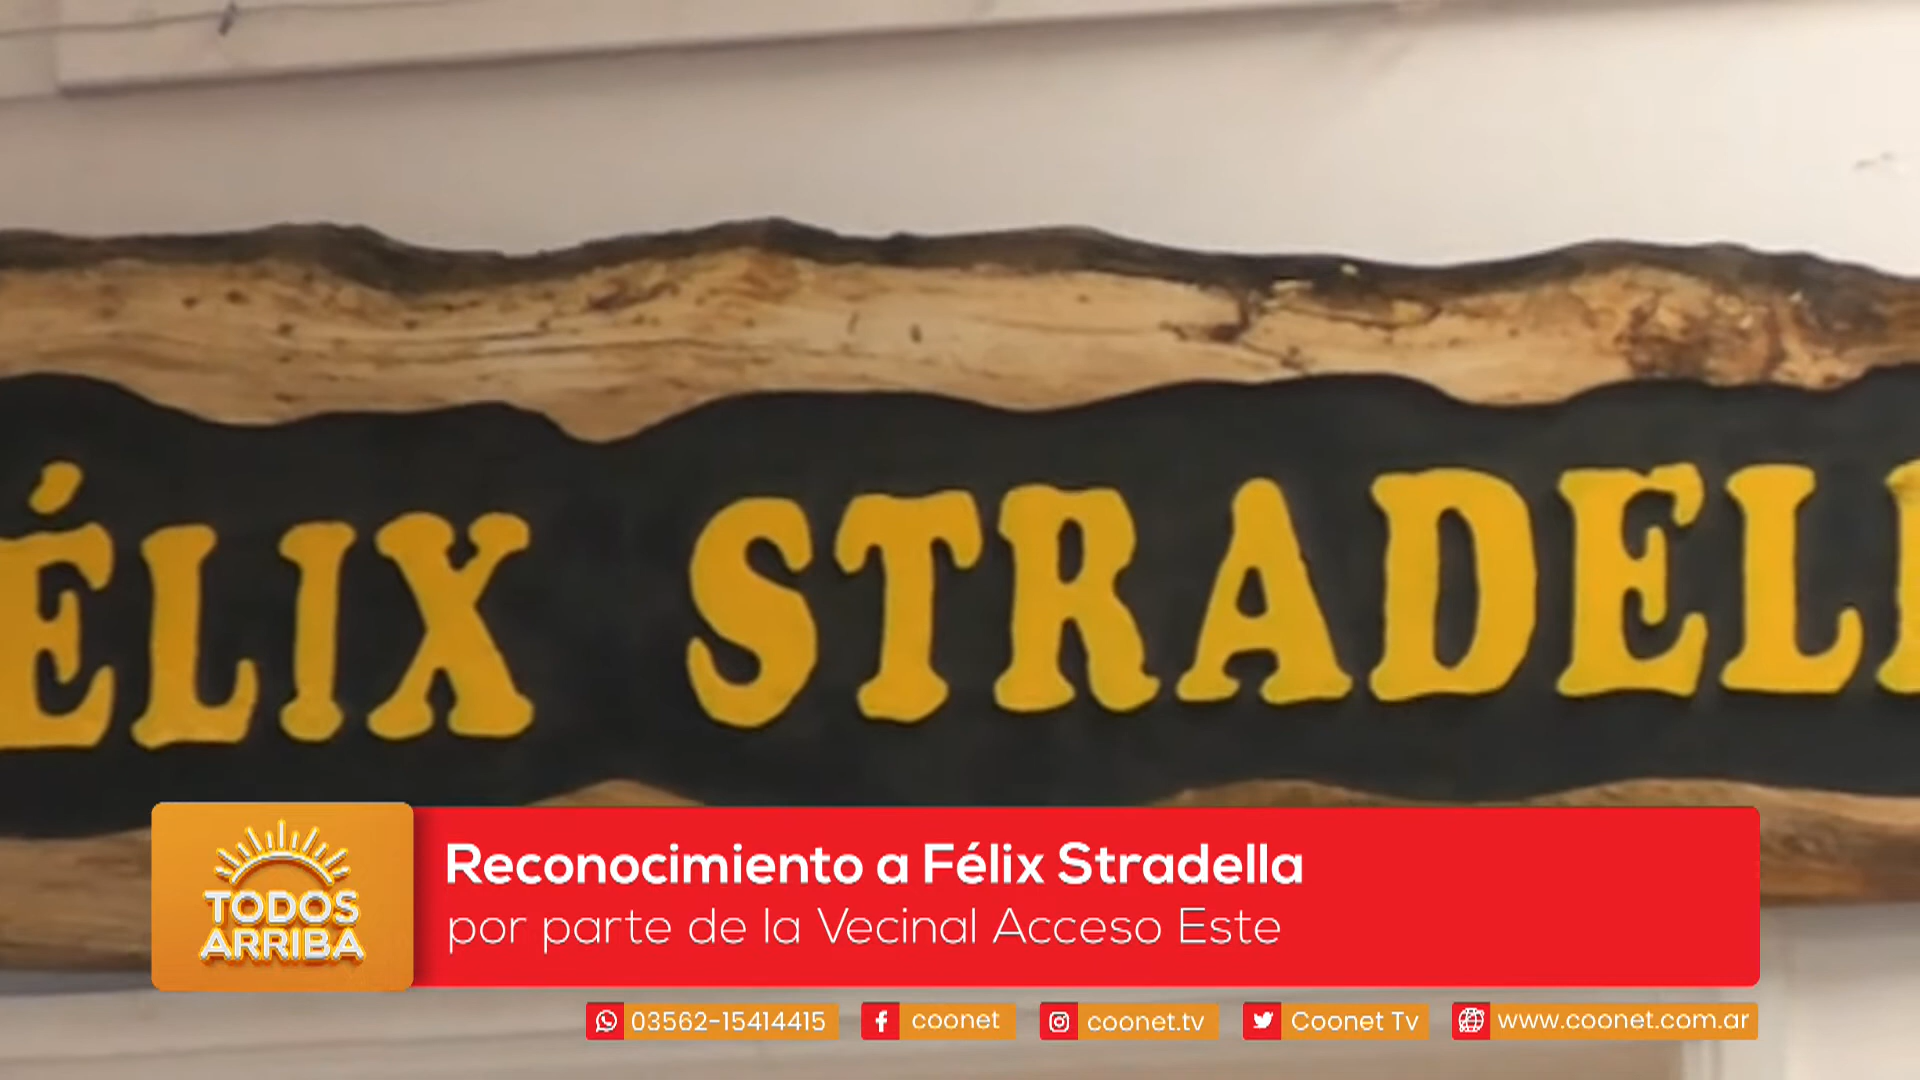 ÉLIX STRADELL
TODOS
ARRIBA
Reconocimiento a Félix Stradella
por parte de la Vecinal Acceso Este
03562-15414415
coonet
coonet.tv
Coonet Tv
www.coonet.com.ar